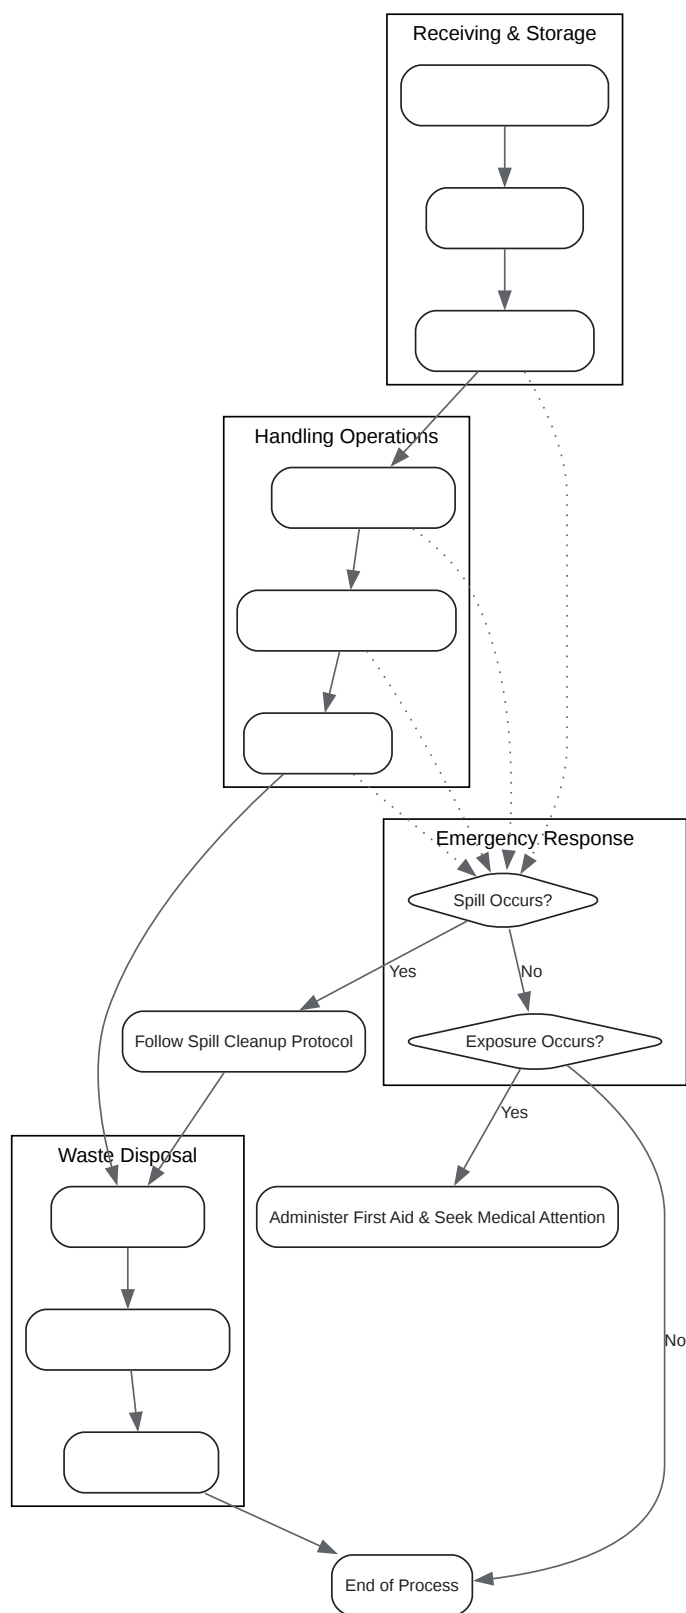 Receiving & Storage
Handling Operations
Emergency Response
Spill Occurs?
Yes
No
Follow Spill Cleanup Protocol
Exposure Occurs?
Yes
Waste Disposal
Administer First Aid & Seek Medical Attention
No
End of Process